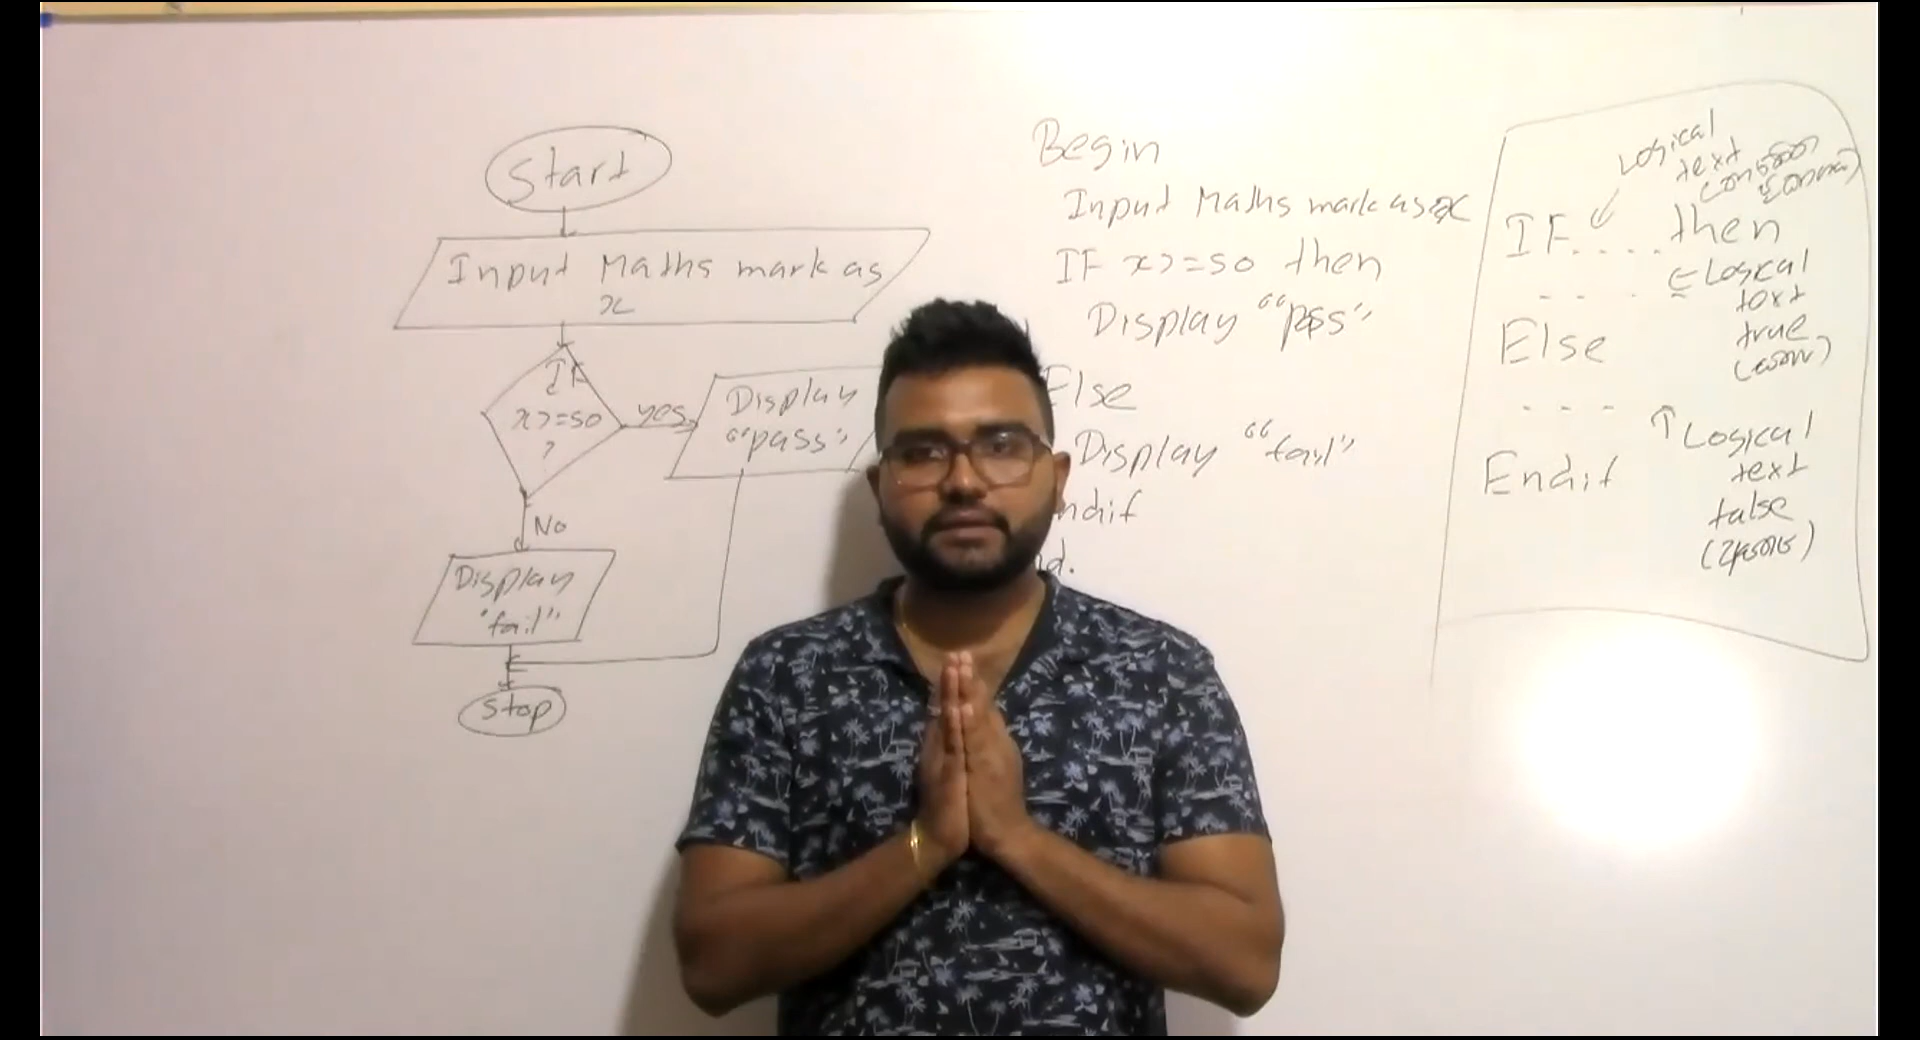 Start
Input Maths mark as
x
IF
x>=50
?
yes
Display
"pass"
No
Display
"fail"
Stop
Begin
Input Maths mark as x
IF x>=50 then
Display "pass"
Else
Display "fail"
ndif
nd.
Logical
text
IF.....then
Logical
text
true
Else
Logical
text
false
Endif